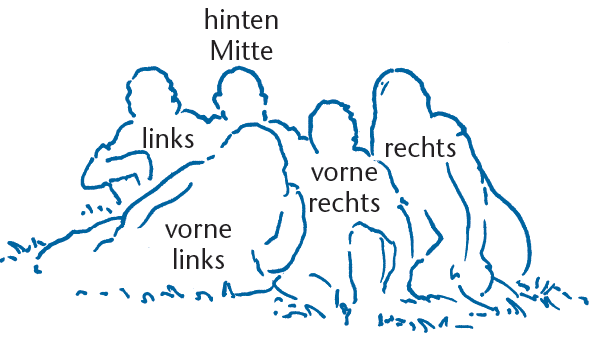 hinten
Mitte
links
rechts
vorne
rechts
vorne
links